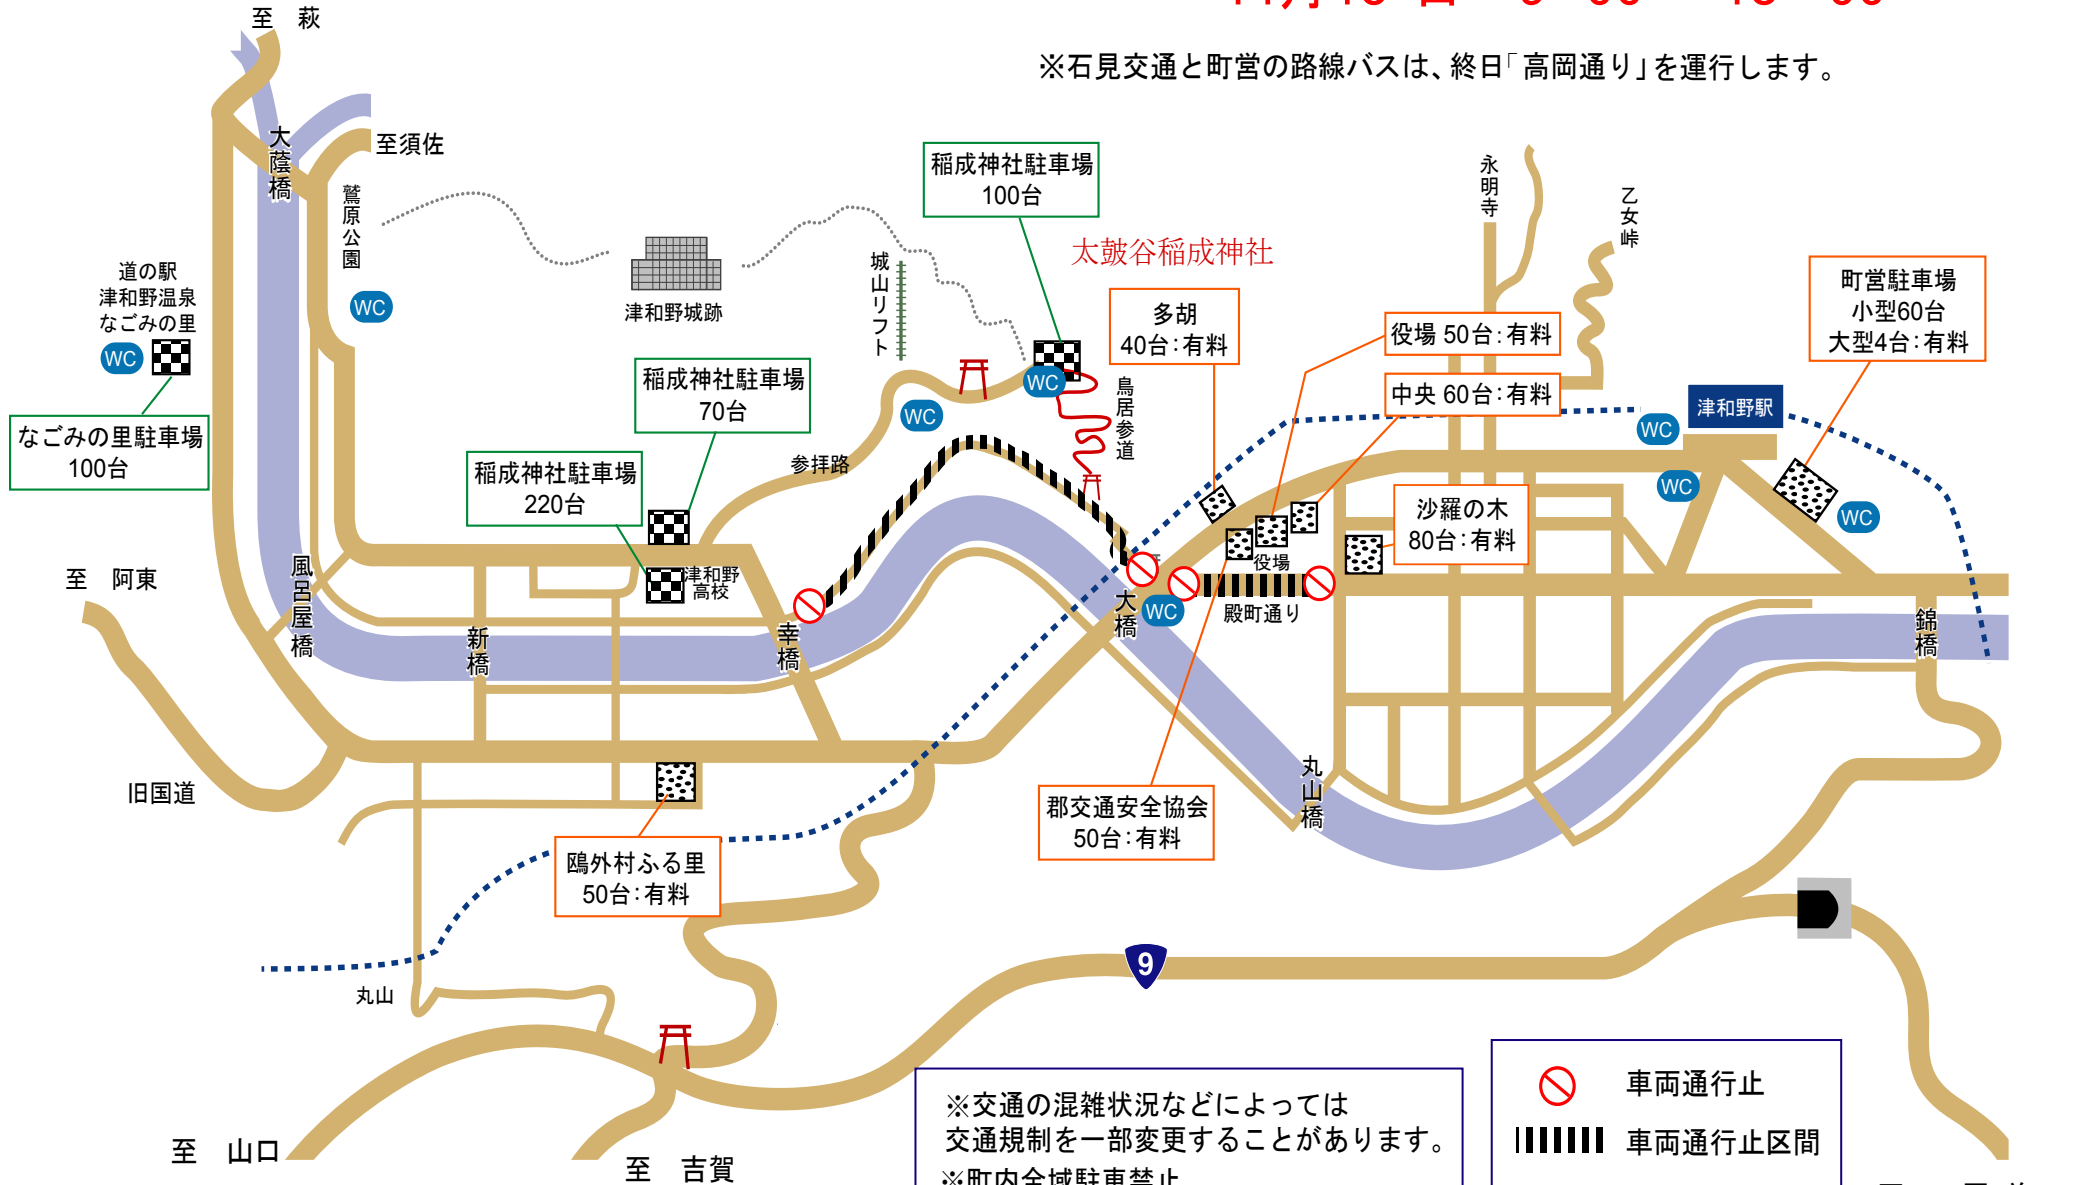 至　萩
※石見交通と町営の路線バスは、終日「高岡通り」を運行します。
大蔭橋
至須佐
鷲原公園
稲成神社駐車場
100台
太皷谷稲成神社
永明寺
乙女峠
道の駅
津和野温泉
なごみの里
WC
WC
津和野城跡
城山リフト
多胡
40台：有料
役場 50台：有料
中央 60台：有料
町営駐車場
小型60台
大型4台：有料
なごみの里駐車場
100台
稲成神社駐車場
70台
稲成神社駐車場
220台
WC
WC
鳥居参道
参拝路
津和野駅
WC
WC
WC
沙羅の木
80台：有料
役場
殿町通り
津和野
高校
至　阿東
風呂屋橋
新橋
幸橋
大橋
WC
錦橋
旧国道
丸山橋
郡交通安全協会
50台：有料
鴎外村ふる里
50台：有料
丸山
9
至　山口
至　吉賀
※交通の混雑状況などによっては
交通規制を一部変更することがあります。
※町内全域駐車禁止
車両通行止
車両通行止区間